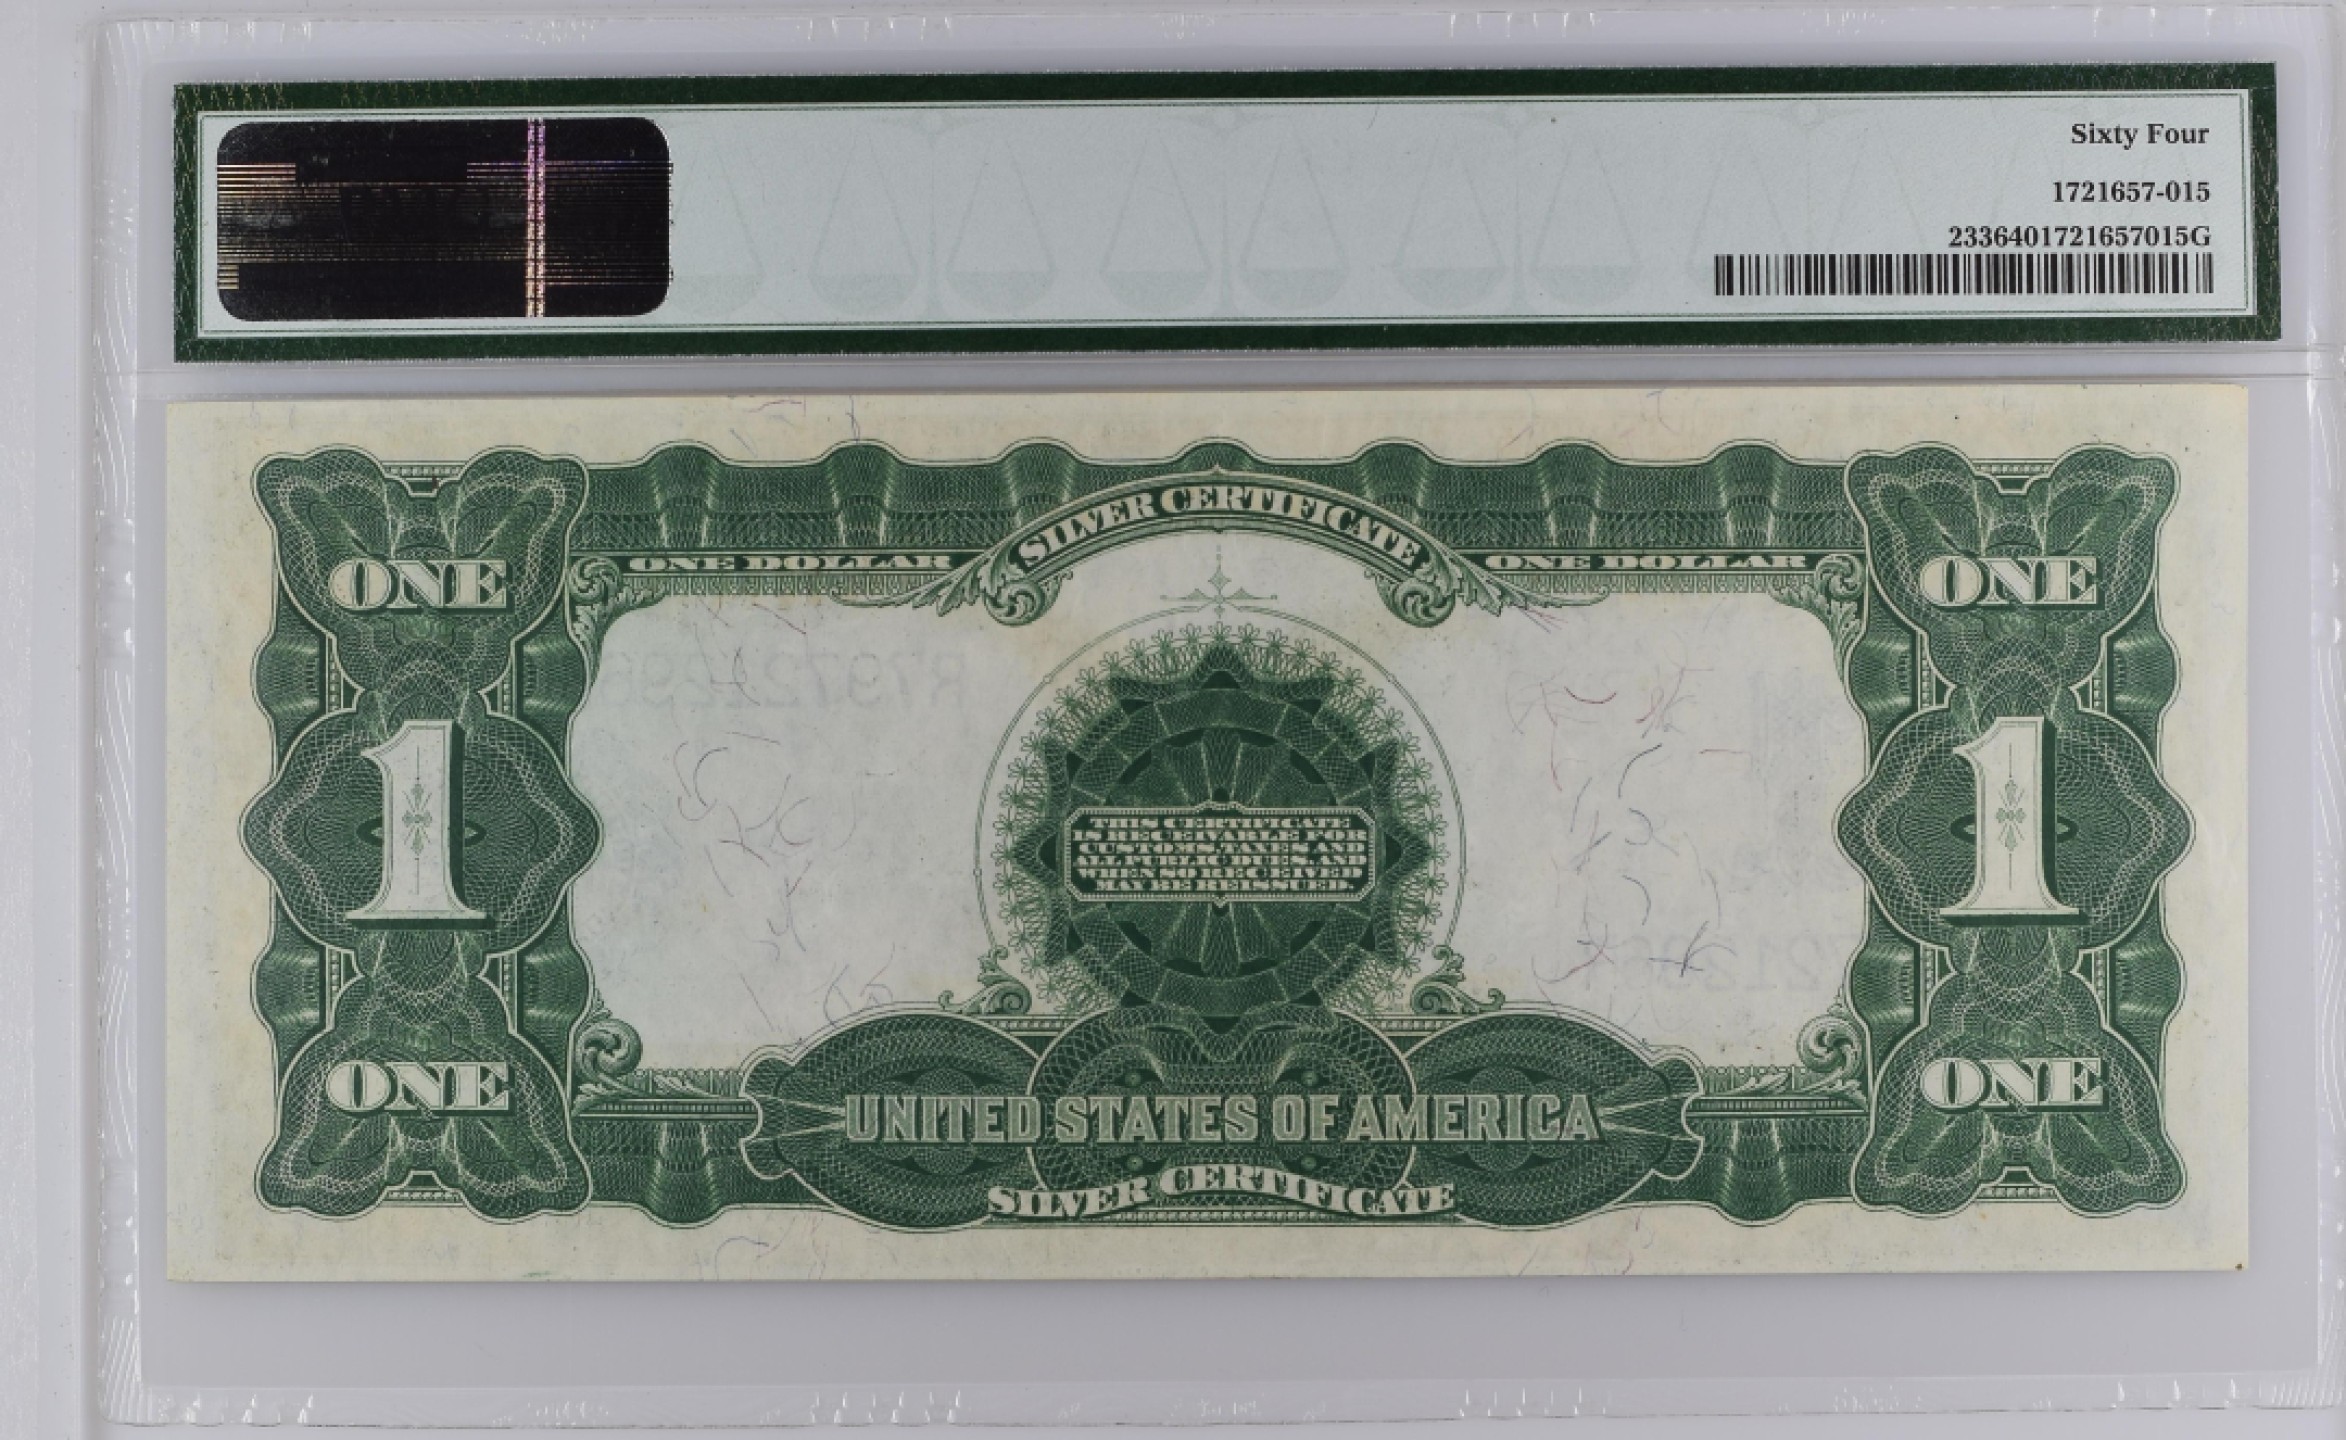 Sixty Four
1721657-015
2336401721657015G
SILVER CERTIFICATE
ONE DOLLAR ONE DOLLAR
ONE ONE
1 1
THIS CERTIFICATE
IS RECEIVABLE FOR
CUSTOMS, TAXES, AND
ALL PUBLIC DUES, AND
WHEN SO RECEIVED
MAY BE REISSUED.
ONE ONE
UNITED STATES OF AMERICA
SILVER CERTIFICATE